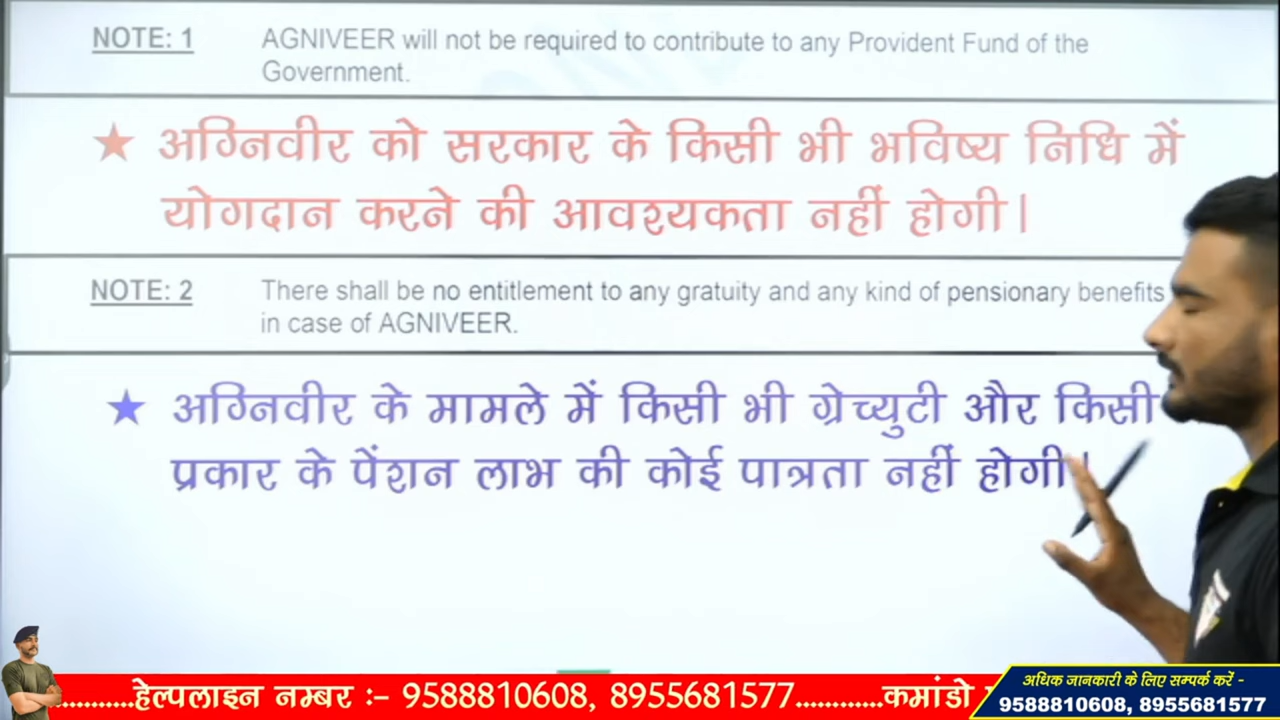 NOTE: 1 AGNIVEER will not be required to contribute to any Provident Fund of the
Government.
★ अग्निवीर को सरकार के किसी भी भविष्य निधि में
योगदान करने की आवश्यकता नहीं होगी।
NOTE: 2 There shall be no entitlement to any gratuity and any kind of pensionary benefits
in case of AGNIVEER.
★ अग्निवीर के मामले में किसी भी ग्रेच्युटी और किसी
प्रकार के पेंशन लाभ की कोई पात्रता नहीं होगी।
...........हेल्पलाइन नम्बर :– 9588810608, 8955681577............कमांडो
अधिक जानकारी के लिए सम्पर्क करें -
9588810608, 8955681577